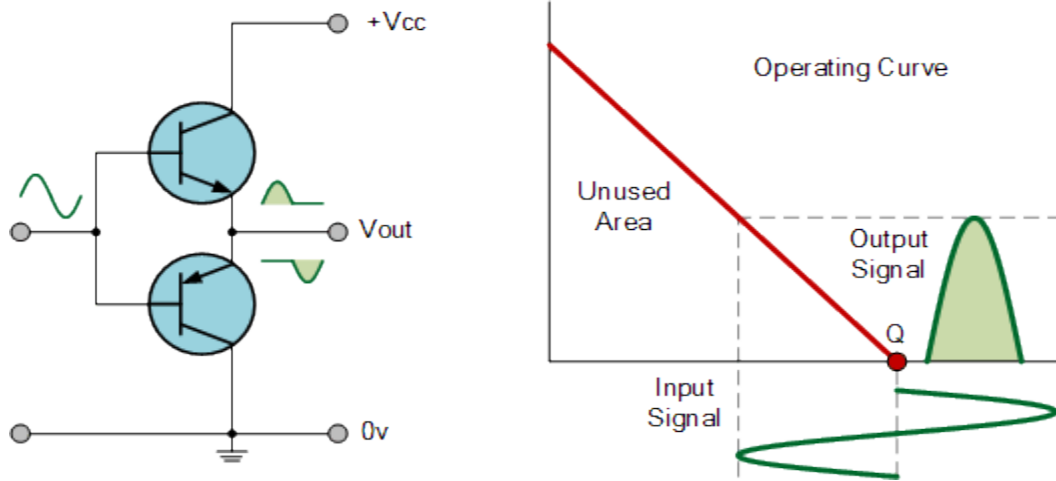 +Vcc
Vout
0v
Operating Curve
Unused
Area
Output
Signal
Q
Input
Signal